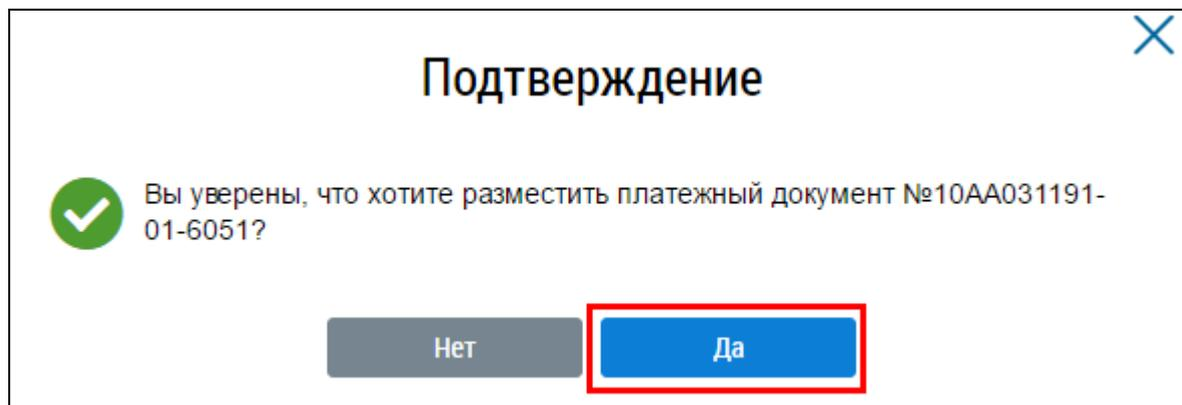 Подтверждение
Вы уверены, что хотите разместить платежный документ №10АА031191-
01-6051?
Нет
Да